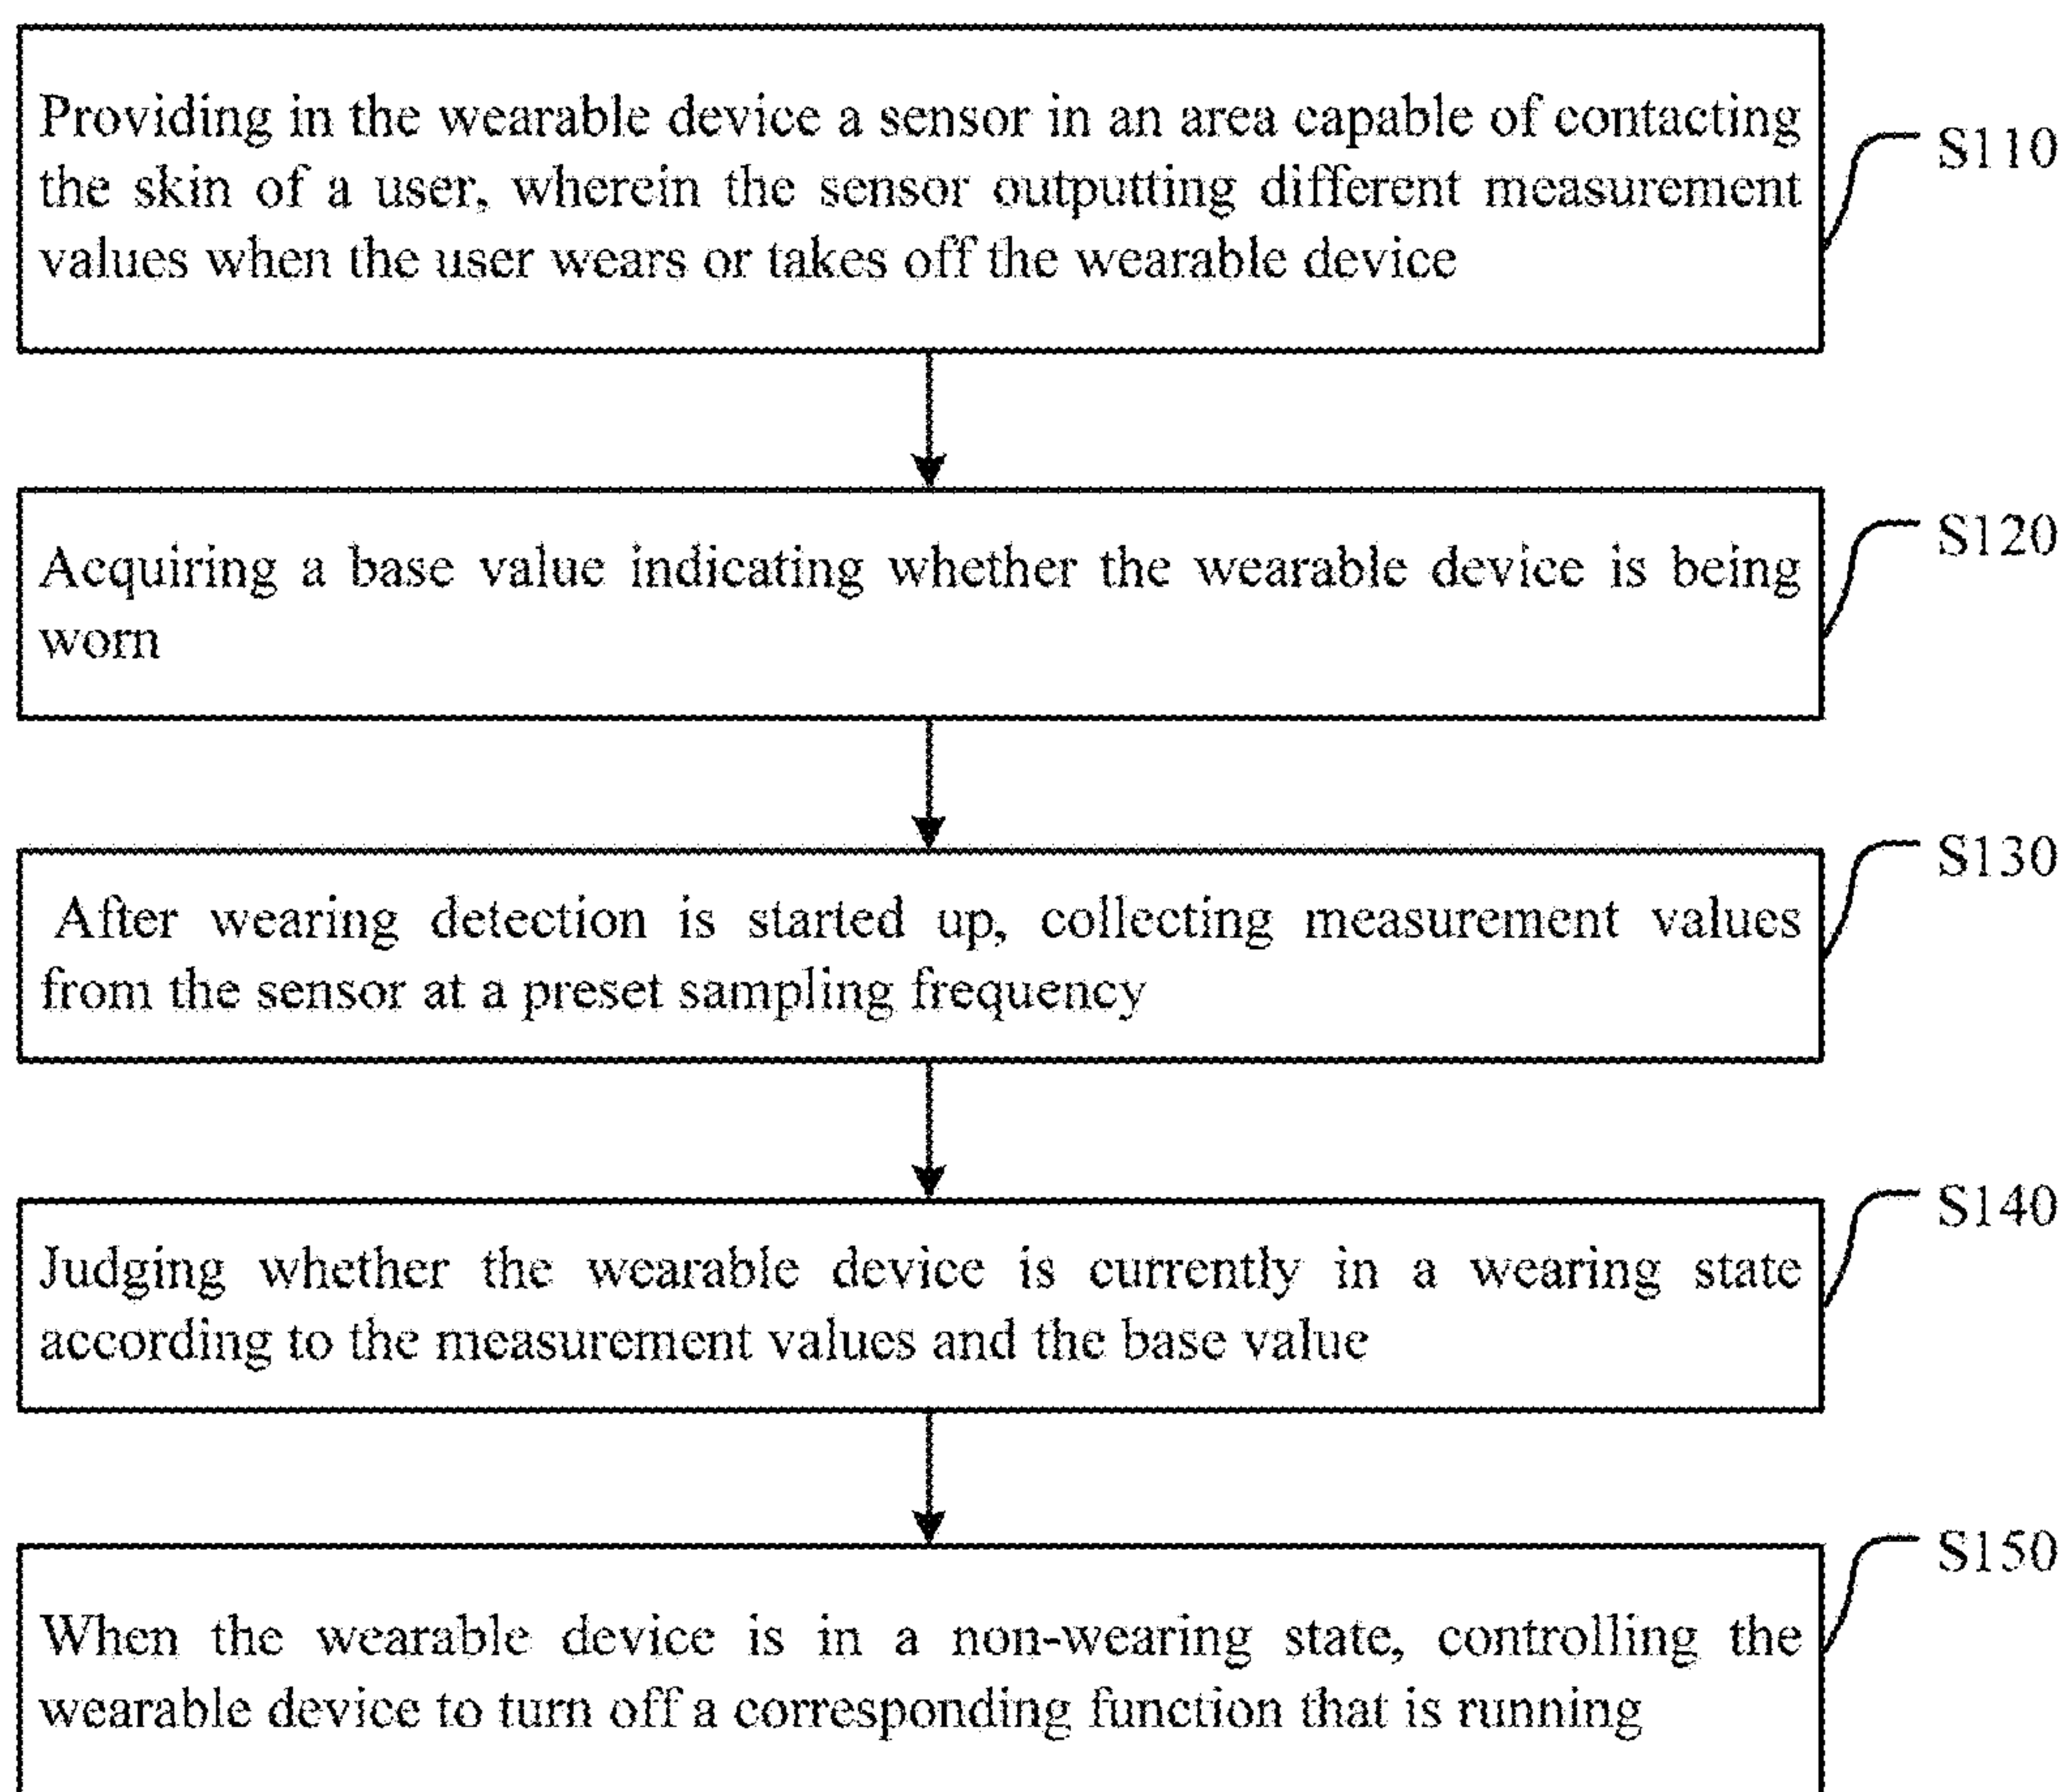 Providing in the wearable device a sensor in an area capable of contacting
the skin of a user, wherein the sensor outputting different measurement
values when the user wears or takes off the wearable device
S110
Acquiring a base value indicating whether the wearable device is being
worn
S120
After wearing detection is started up, collecting measurement values
from the sensor at a preset sampling frequency
S130
Judging whether the wearable device is currently in a wearing state
according to the measurement values and the base value
S140
When the wearable device is in a non-wearing state, controlling the
wearable device to turn off a corresponding function that is running
S150